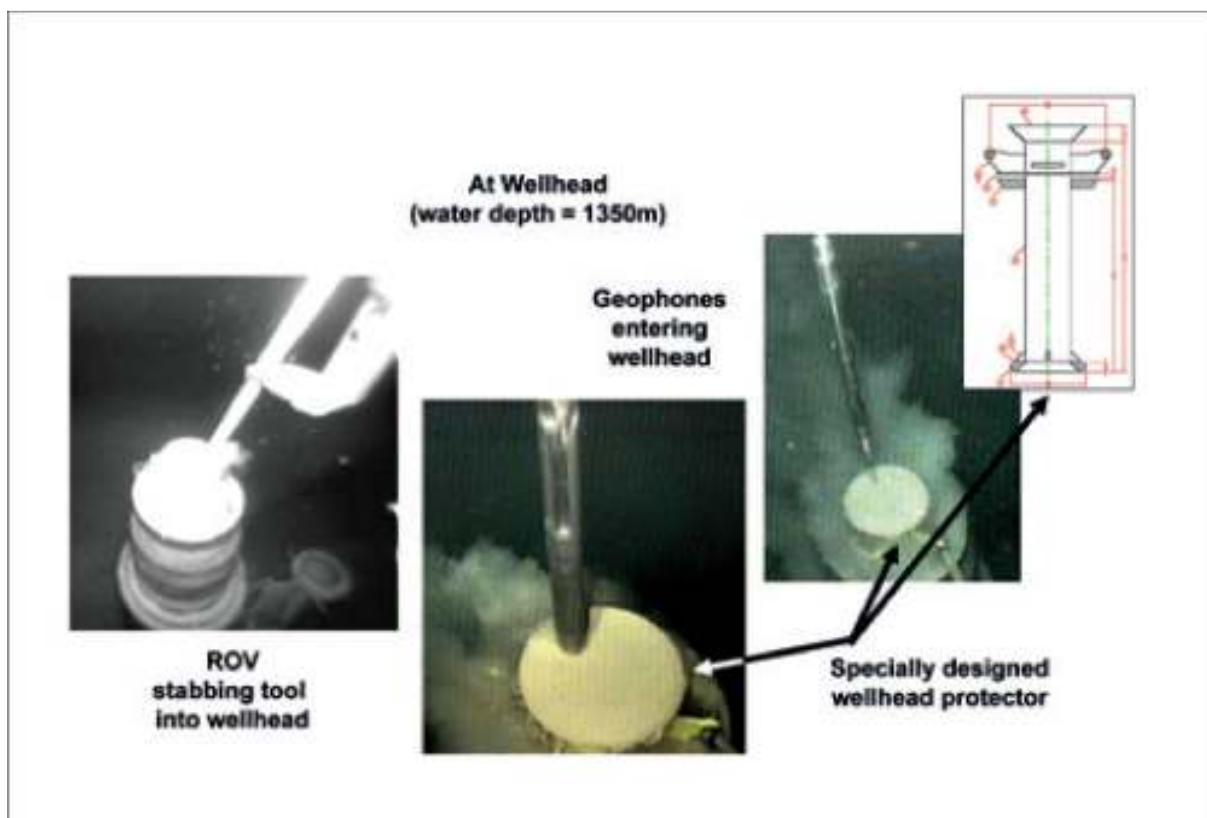 At Wellhead
(water depth = 1350m)
Geophones
entering
wellhead
ROV
stabbing tool
into wellhead
Specially designed
wellhead protector